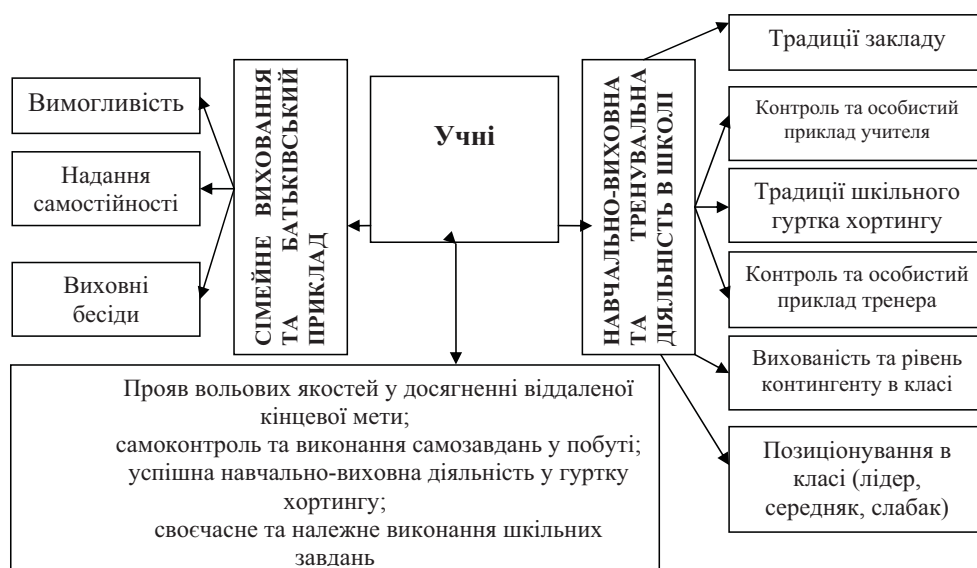 Вимогливість
Надання
самостійності
Виховні
бесіди
СІМЕЙНЕ ВИХОВАННЯ
ТА БАТЬКІВСЬКИЙ
ПРИКЛАД
Учні
НАВЧАЛЬНО-ВИХОВНА
ТА ТРЕНУВАЛЬНА
ДІЯЛЬНІСТЬ В ШКОЛІ
Традиції закладу
Контроль та особистий
приклад учителя
Традиції шкільного
гуртка хортингу
Контроль та особистий
приклад тренера
Вихованість та рівень
контингенту в класі
Позиціонування в
класі (лідер,
середняк, слабак)
Прояв вольових якостей у досягненні віддаленої
кінцевої мети;
самоконтроль та виконання самозавдань у побуті;
успішна навчально-виховна діяльність у гуртку
хортингу;
своєчасне та належне виконання шкільних
завдань